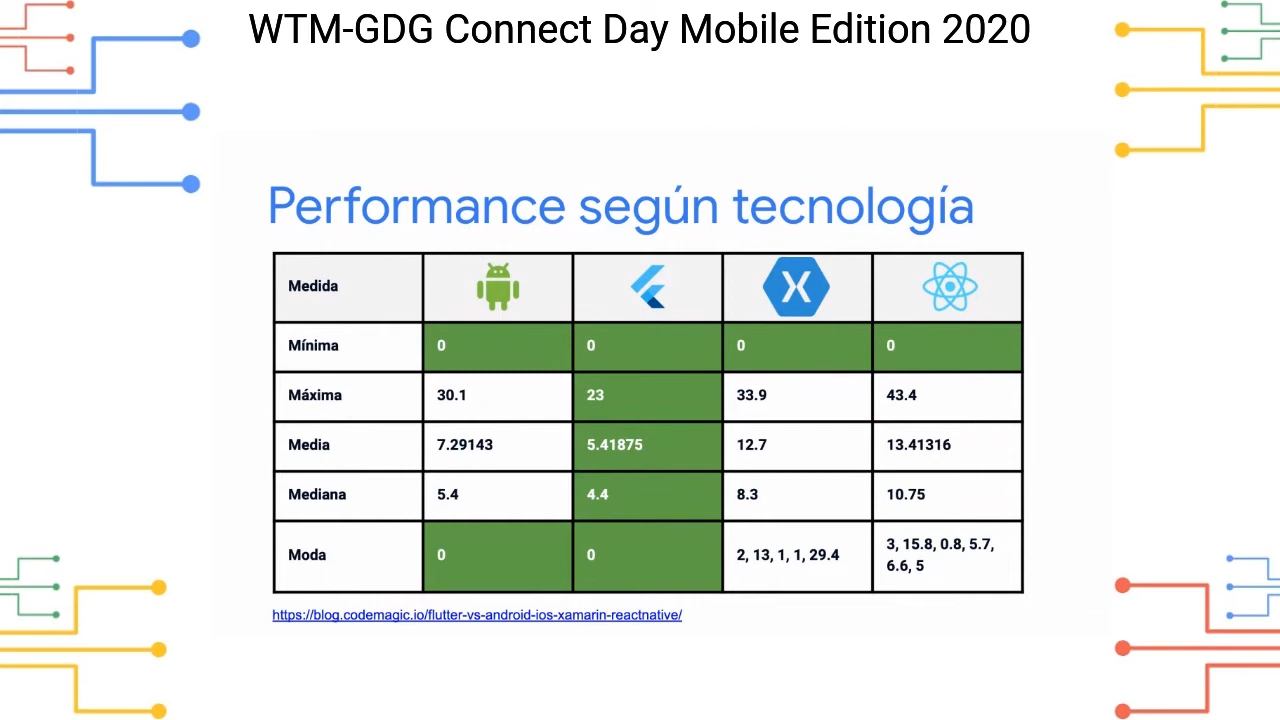 WTM-GDG Connect Day Mobile Edition 2020
Performance según tecnología
Medida
X
Mínima 0 0 0 0
Máxima 30.1 23 33.9 43.4
Media 7.29143 5.41875 12.7 13.41316
Mediana 5.4 4.4 8.3 10.75
Moda 0 0 2, 13, 1, 1, 29.4 3, 15.8, 0.8, 5.7,
6.6, 5
https://blog.codemagic.io/flutter-vs-android-ios-xamarin-reactnative/